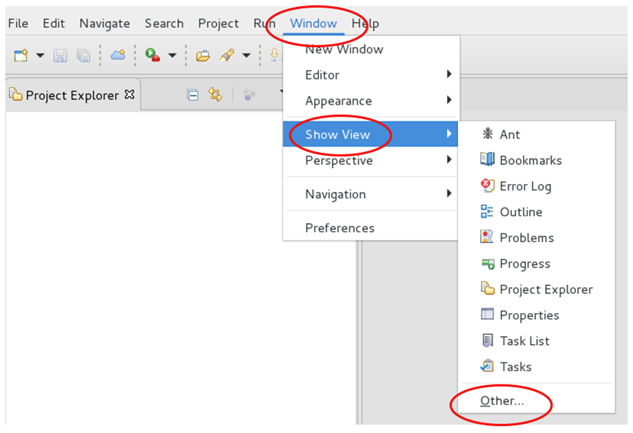 File Edit Navigate Search Project Run Window Help
Project Explorer
New Window
Editor
Appearance
Show View
Perspective
Navigation
Preferences
Ant
Bookmarks
Error Log
Outline
Problems
Progress
Project Explorer
Properties
Task List
Tasks
Other...